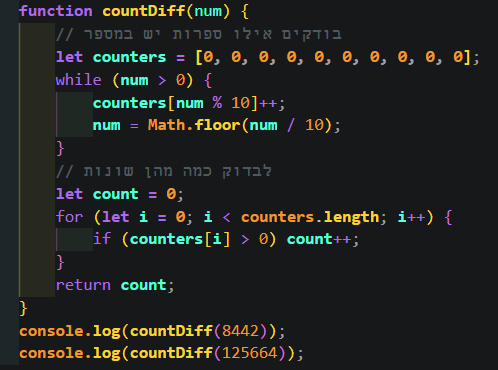 function countDiff(num) {
// בודקים אילו ספרות יש במספר
let counters = [0, 0, 0, 0, 0, 0, 0, 0, 0, 0];
while (num > 0) {
counters[num % 10]++;
num = Math.floor(num / 10);
}
// לבדוק כמה מהן שונות
let count = 0;
for (let i = 0; i < counters.length; i++) {
if (counters[i] > 0) count++;
}
return count;
}
console.log(countDiff(8442));
console.log(countDiff(125664));